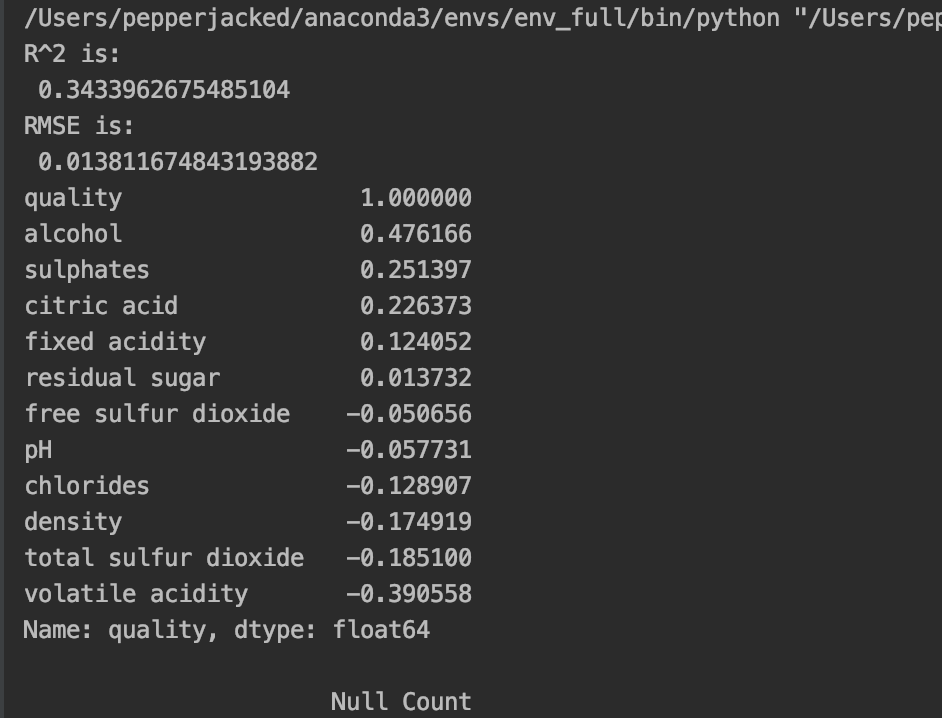 /Users/pepperjacked/anaconda3/envs/env_full/bin/python "/Users/pep
R^2 is:
 0.3433962675485104
RMSE is:
 0.013811674843193882
quality                 1.000000
alcohol                 0.476166
sulphates               0.251397
citric acid             0.226373
fixed acidity           0.124052
residual sugar          0.013732
free sulfur dioxide    -0.050656
pH                     -0.057731
chlorides              -0.128907
density                -0.174919
total sulfur dioxide   -0.185100
volatile acidity       -0.390558
Name: quality, dtype: float64
                      Null Count